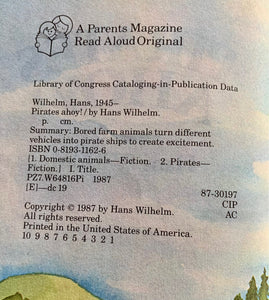 A Parents Magazine
Read Aloud Original
Library of Congress Cataloging-in-Publication Data
Wilhelm, Hans, 1945–
Pirates ahoy! / by Hans Wilhelm.
p. cm.
Summary: Bored farm animals turn different
vehicles into pirate ships to create excitement.
ISBN 0-8193-1162-6
[1. Domestic animals—Fiction. 2. Pirates—
Fiction.] I. Title.
PZ7.W64816Pi 1987
[E]—dc 19 87-30197
CIP
Copyright © 1987 by Hans Wilhelm. AC
All rights reserved.
Printed in the United States of America.
10 9 8 7 6 5 4 3 2 1